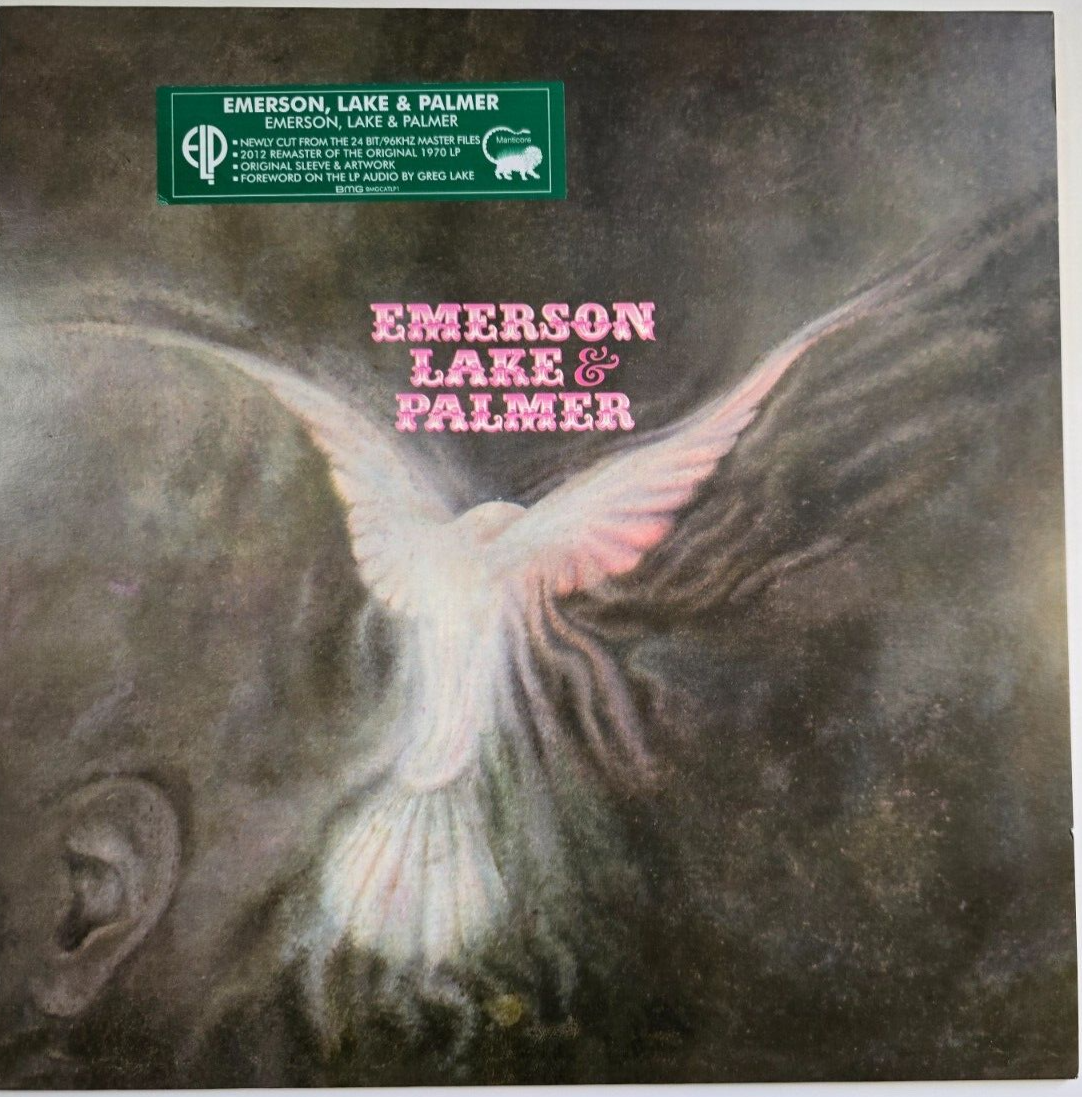 EMERSON, LAKE & PALMER
EMERSON, LAKE & PALMER
ELP
▪ NEWLY CUT FROM THE 24 BIT/96KHZ MASTER FILES
Manticore
▪ 2012 REMASTER OF THE ORIGINAL 1970 LP
▪ ORIGINAL SLEEVE & ARTWORK
▪ FOREWORD ON THE LP AUDIO BY GREG LAKE
BMG BMGCATLP1
EMERSON
LAKE &
PALMER